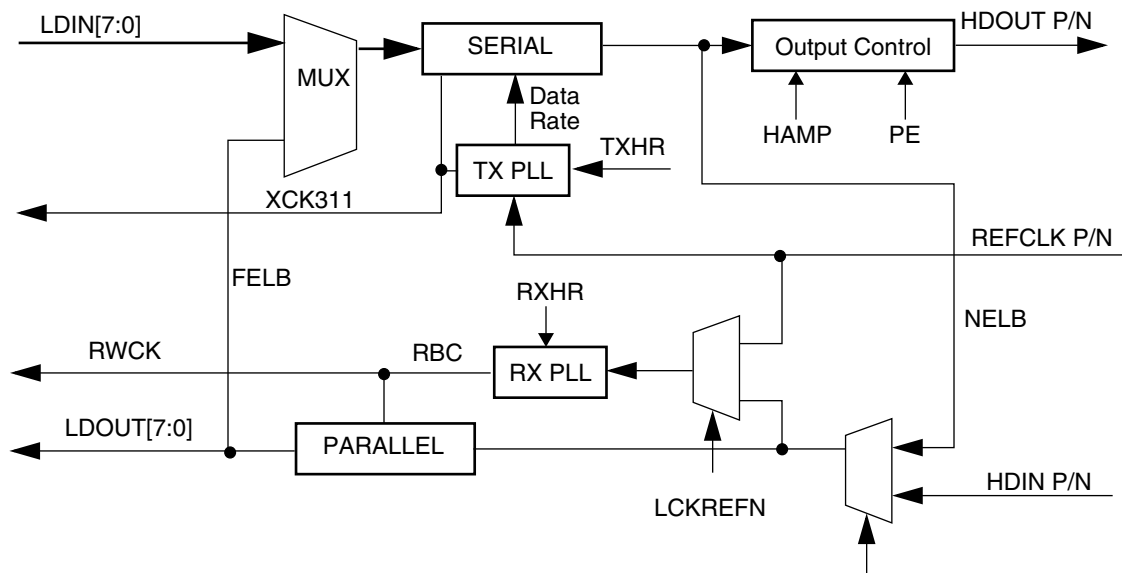 LDIN[7:0]
SERIAL
Output Control
HDOUT P/N
MUX
Data
Rate
HAMP
PE
TXHR
TX PLL
XCK311
REFCLK P/N
FELB
RXHR
NELB
RWCK
RBC
RX PLL
LDOUT[7:0]
PARALLEL
LCKREFN
HDIN P/N